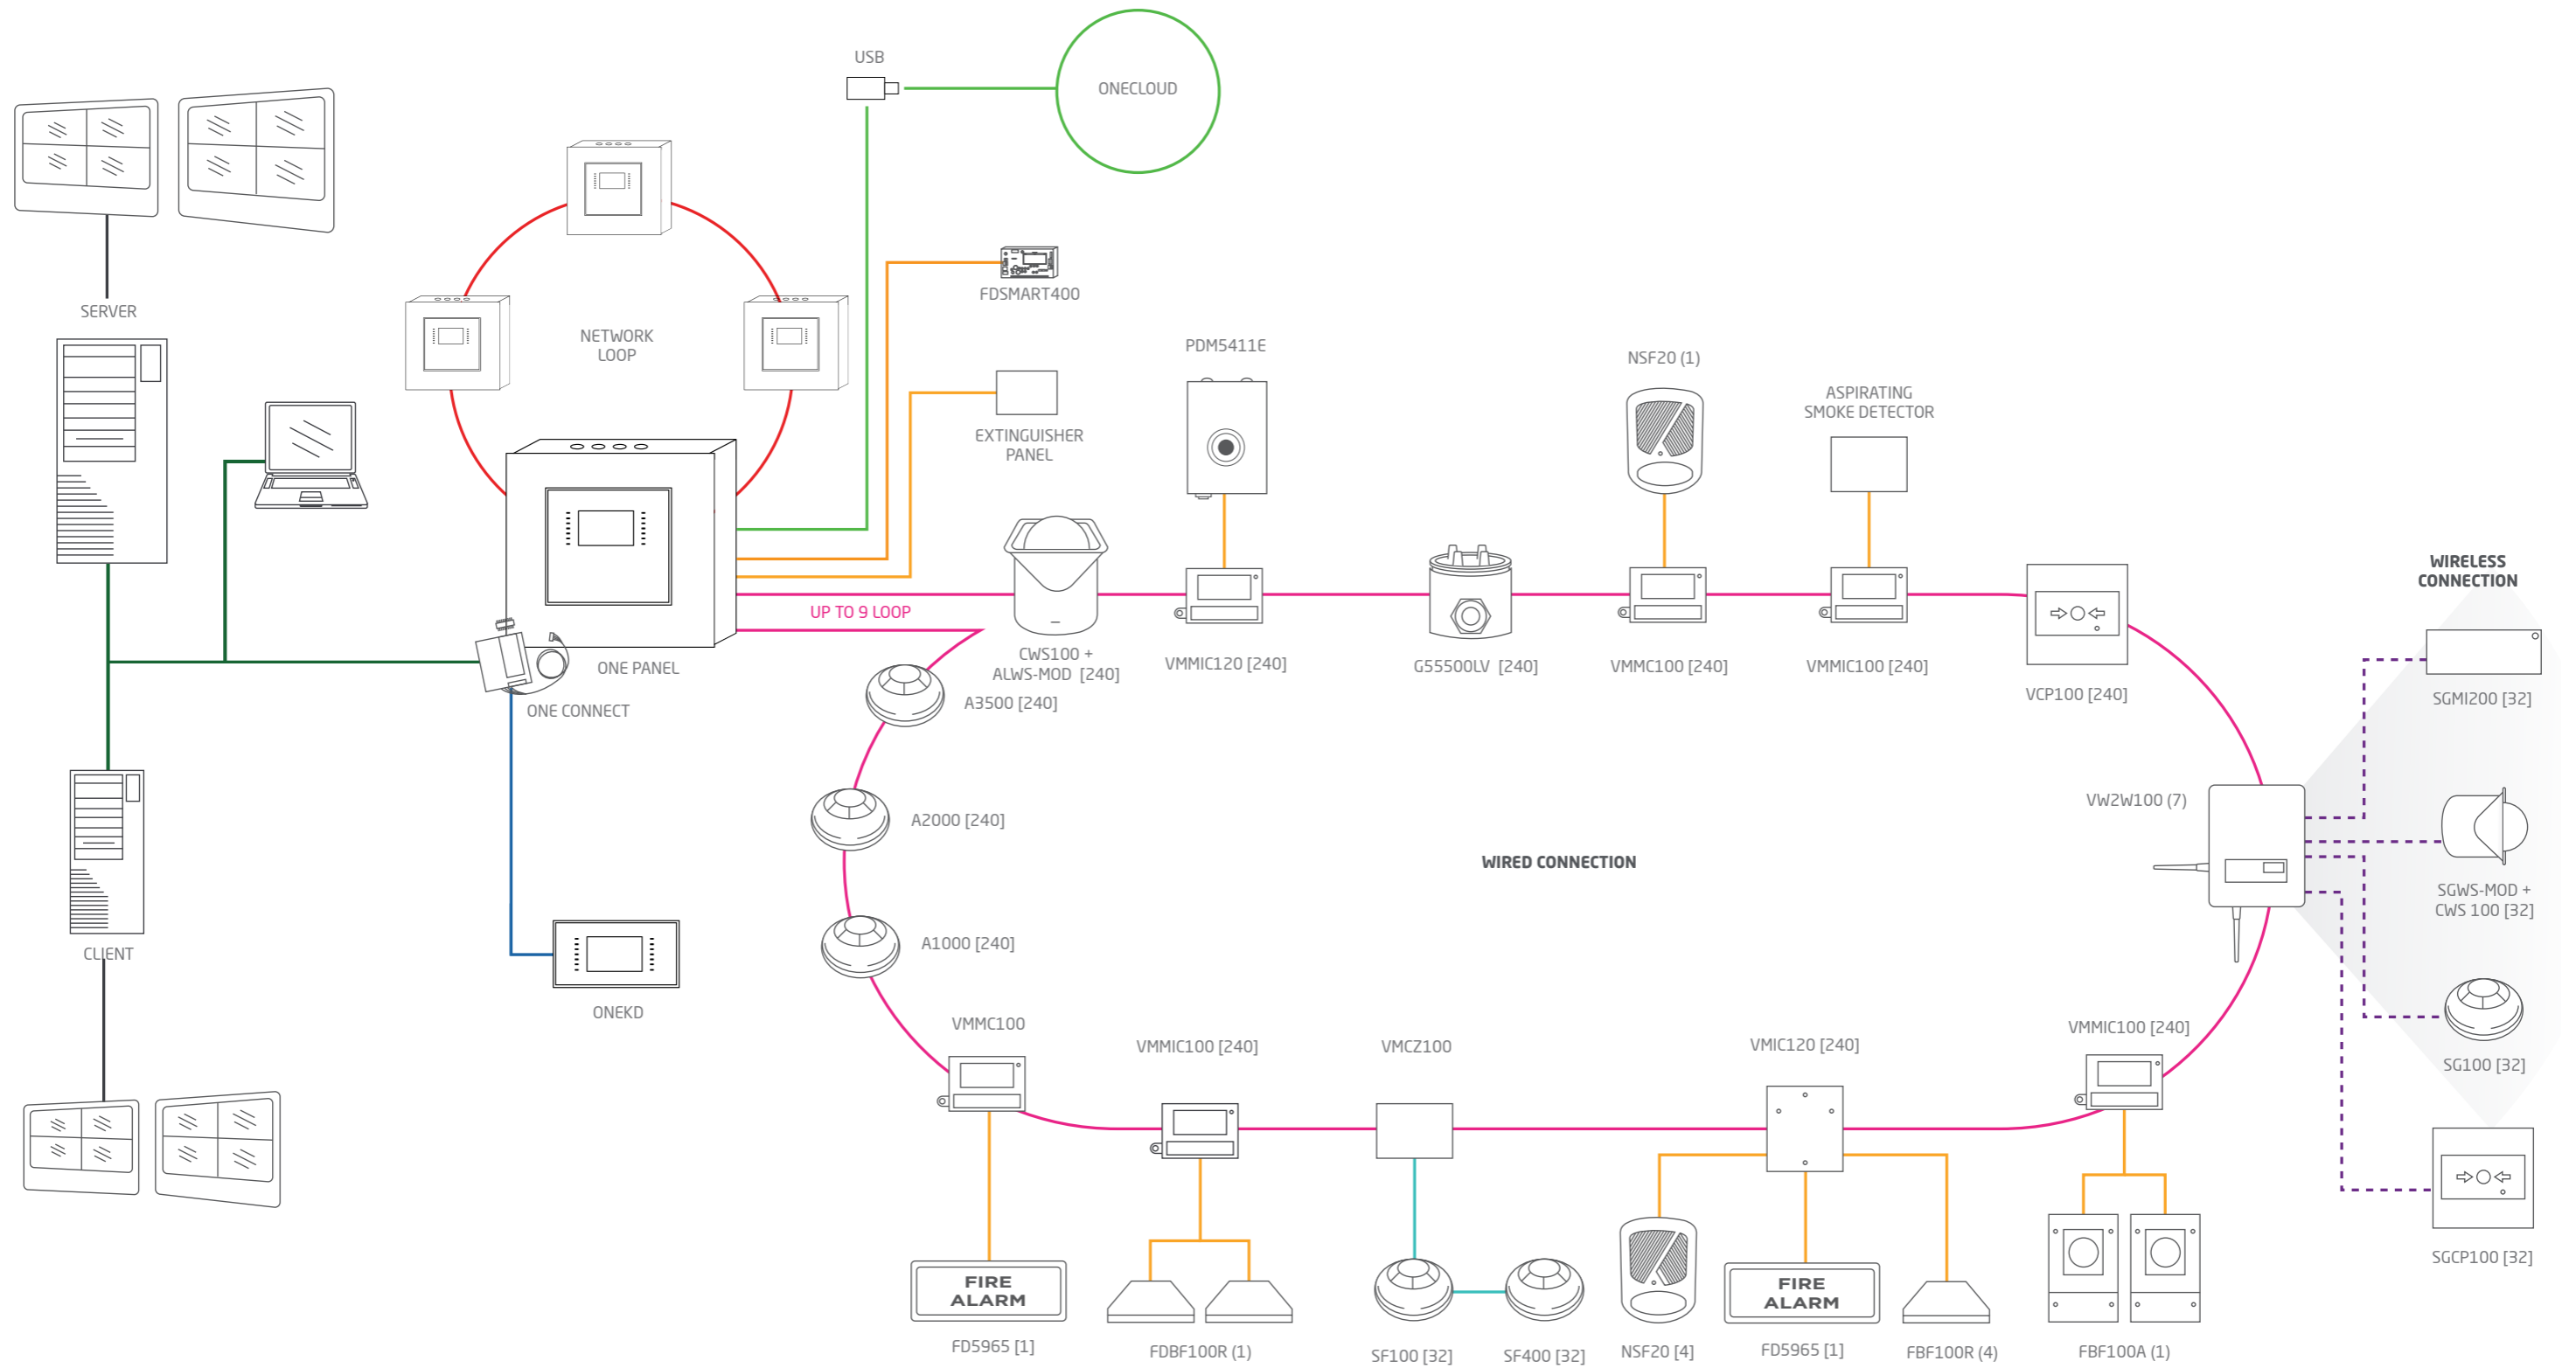 USB
ONECLOUD
SERVER
NETWORK
LOOP
FDSMART400
EXTINGUISHER
PANEL
PDM5411E
NSF20 (1)
ASPIRATING
SMOKE DETECTOR
UP TO 9 LOOP
ONE PANEL
ONE CONNECT
CWS100 +
ALWS-MOD [240]
VMMIC120 [240]
G55500LV [240]
VMMC100 [240]
VMMIC100 [240]
VCP100 [240]
WIRELESS
CONNECTION
SGMI200 [32]
A3500 [240]
A2000 [240]
VW2W100 (7)
WIRED CONNECTION
SGWS-MOD +
CWS 100 [32]
A1000 [240]
CLIENT
ONEKD
VMMC100
VMMIC100 [240]
VMCZ100
VMIC120 [240]
VMMIC100 [240]
SG100 [32]
SGCP100 [32]
FIRE
ALARM
FIRE
ALARM
FD5965 [1]
FDBF100R (1)
SF100 [32]
SF400 [32]
NSF20 [4]
FD5965 [1]
FBF100R (4)
FBF100A (1)